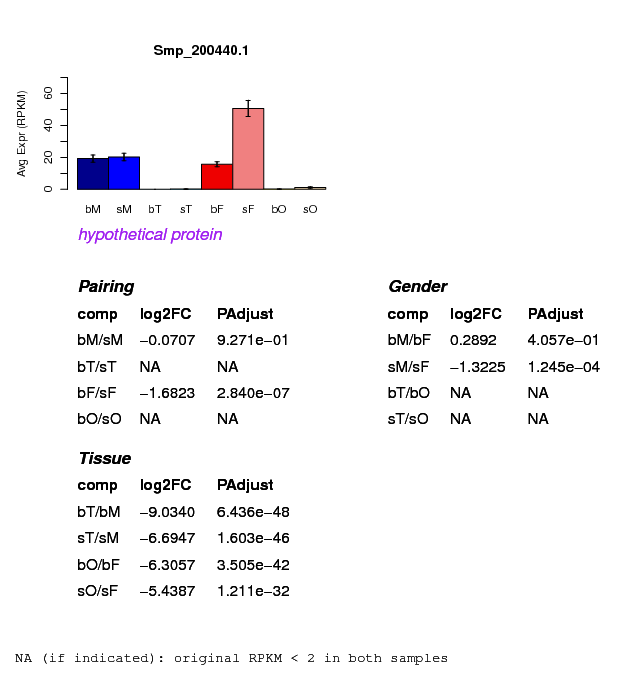 Smp_200440.1
Avg Expr (RPKM)
60
40
20
0
bM sM bT sT bF sF bO sO
hypothetical protein
Pairing
comp log2FC PAdjust
bM/sM −0.0707 9.271e−01
bT/sT NA NA
bF/sF −1.6823 2.840e−07
bO/sO NA NA
Gender
comp log2FC PAdjust
bM/bF 0.2892 4.057e−01
sM/sF −1.3225 1.245e−04
bT/bO NA NA
sT/sO NA NA
Tissue
comp log2FC PAdjust
bT/bM −9.0340 6.436e−48
sT/sM −6.6947 1.603e−46
bO/bF −6.3057 3.505e−42
sO/sF −5.4387 1.211e−32
NA (if indicated): original RPKM < 2 in both samples